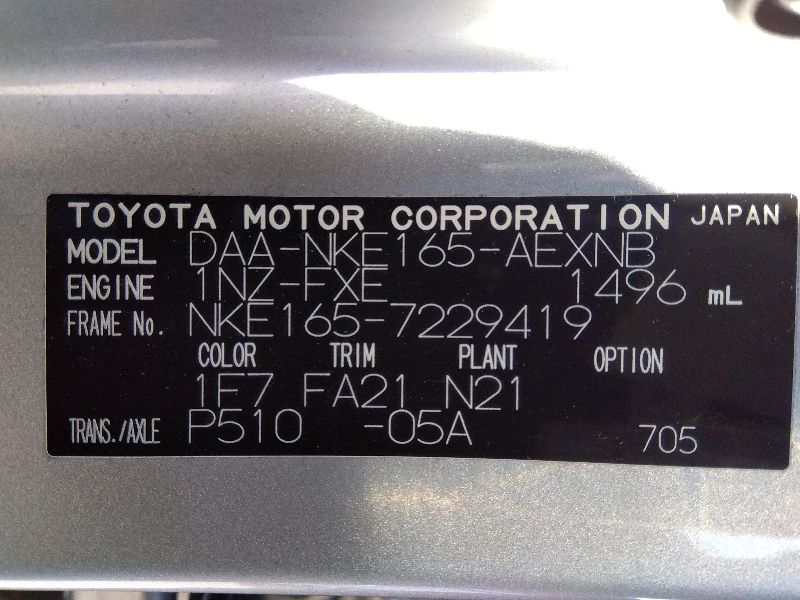 TOYOTA MOTOR CORPORATION JAPAN
MODEL DAA-NKE165-AEXNB
ENGINE 1NZ-FXE 1496 mL
FRAME No. NKE165-7229419
COLOR TRIM PLANT OPTION
1F7 FA21 N21
TRANS./AXLE P510 -05A 705